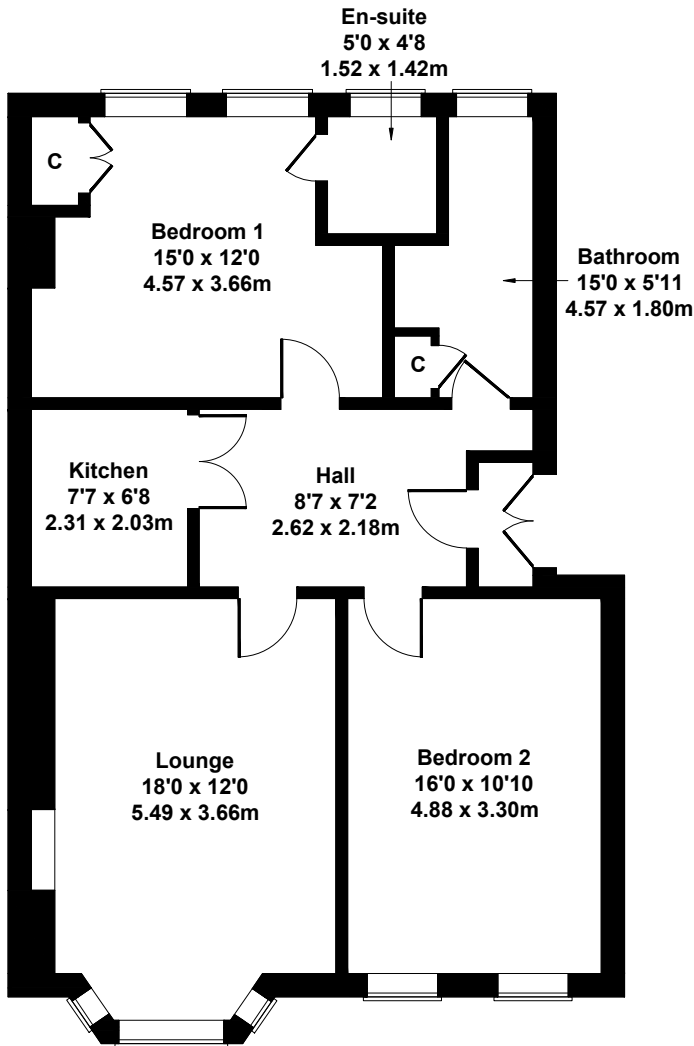 En-suite
5'0 x 4'8
1.52 x 1.42m
C
Bedroom 1
15'0 x 12'0
4.57 x 3.66m
Bathroom
15'0 x 5'11
4.57 x 1.80m
C
Kitchen
7'7 x 6'8
2.31 x 2.03m
Hall
8'7 x 7'2
2.62 x 2.18m
Lounge
18'0 x 12'0
5.49 x 3.66m
Bedroom 2
16'0 x 10'10
4.88 x 3.30m